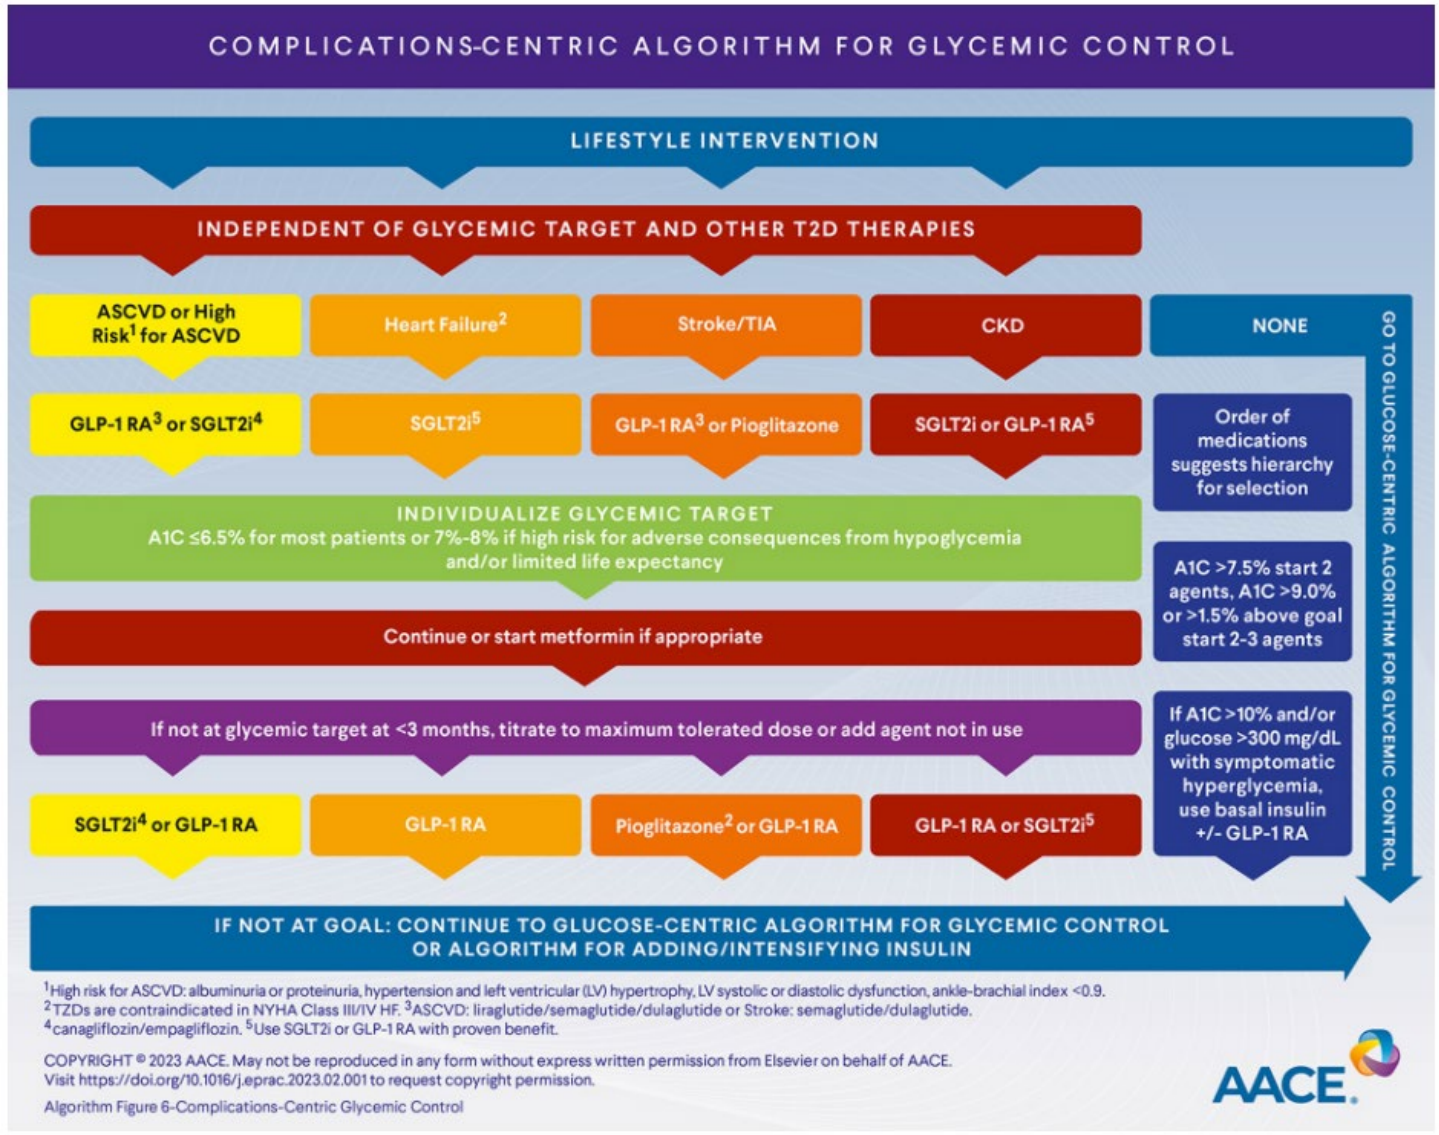 COMPLICATIONS-CENTRIC ALGORITHM FOR GLYCEMIC CONTROL
LIFESTYLE INTERVENTION
INDEPENDENT OF GLYCEMIC TARGET AND OTHER T2D THERAPIES
ASCVD or High
Risk¹ for ASCVD
Heart Failure²
Stroke/TIA
CKD
NONE
GO TO GLUCOSE-CENTRIC ALGORITHM FOR GLYCEMIC CONTROL
GLP-1 RA³ or SGLT2i⁴
SGLT2i⁵
GLP-1 RA³ or Pioglitazone
SGLT2i or GLP-1 RA⁵
Order of
medications
suggests hierarchy
for selection
INDIVIDUALIZE GLYCEMIC TARGET
A1C ≤6.5% for most patients or 7%-8% if high risk for adverse consequences from hypoglycemia
and/or limited life expectancy
A1C >7.5% start 2
agents, A1C >9.0%
or >1.5% above goal
start 2-3 agents
Continue or start metformin if appropriate
If not at glycemic target at <3 months, titrate to maximum tolerated dose or add agent not in use
If A1C >10% and/or
glucose >300 mg/dL
with symptomatic
hyperglycemia,
use basal insulin
+/- GLP-1 RA
SGLT2i⁴ or GLP-1 RA
GLP-1 RA
Pioglitazone² or GLP-1 RA
GLP-1 RA or SGLT2i⁵
IF NOT AT GOAL: CONTINUE TO GLUCOSE-CENTRIC ALGORITHM FOR GLYCEMIC CONTROL
OR ALGORITHM FOR ADDING/INTENSIFYING INSULIN
¹High risk for ASCVD: albuminuria or proteinuria, hypertension and left ventricular (LV) hypertrophy, LV systolic or diastolic dysfunction, ankle-brachial index <0.9.
²TZDs are contraindicated in NYHA Class III/IV HF. ³ASCVD: liraglutide/semaglutide/dulaglutide or Stroke: semaglutide/dulaglutide.
⁴canagliflozin/empagliflozin. ⁵Use SGLT2i or GLP-1 RA with proven benefit.
COPYRIGHT © 2023 AACE. May not be reproduced in any form without express written permission from Elsevier on behalf of AACE.
Visit https://doi.org/10.1016/j.eprac.2023.02.001 to request copyright permission.
Algorithm Figure 6-Complications-Centric Glycemic Control
AACE.